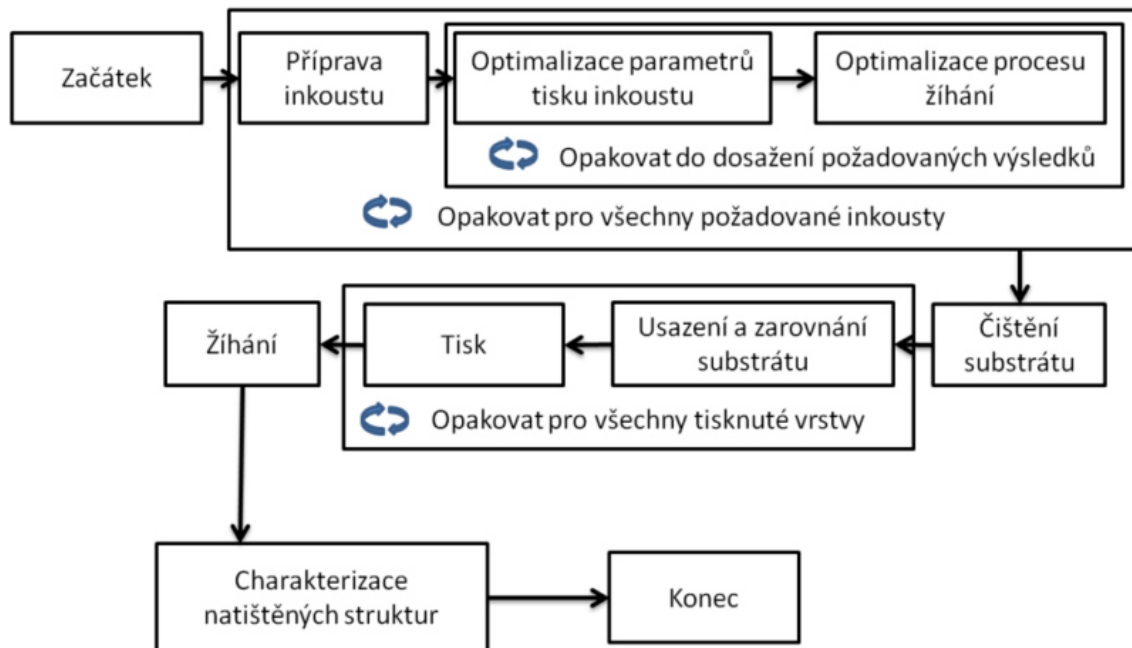 Začátek
Příprava
inkoustu
Optimalizace parametrů
tisku inkoustu
Optimalizace procesu
žíhání
Opakovat do dosažení požadovaných výsledků
Opakovat pro všechny požadované inkousty
Čištění
substrátu
Usazení a zarovnání
substrátu
Tisk
Opakovat pro všechny tisknuté vrstvy
Žíhání
Charakterizace
natištěných struktur
Konec